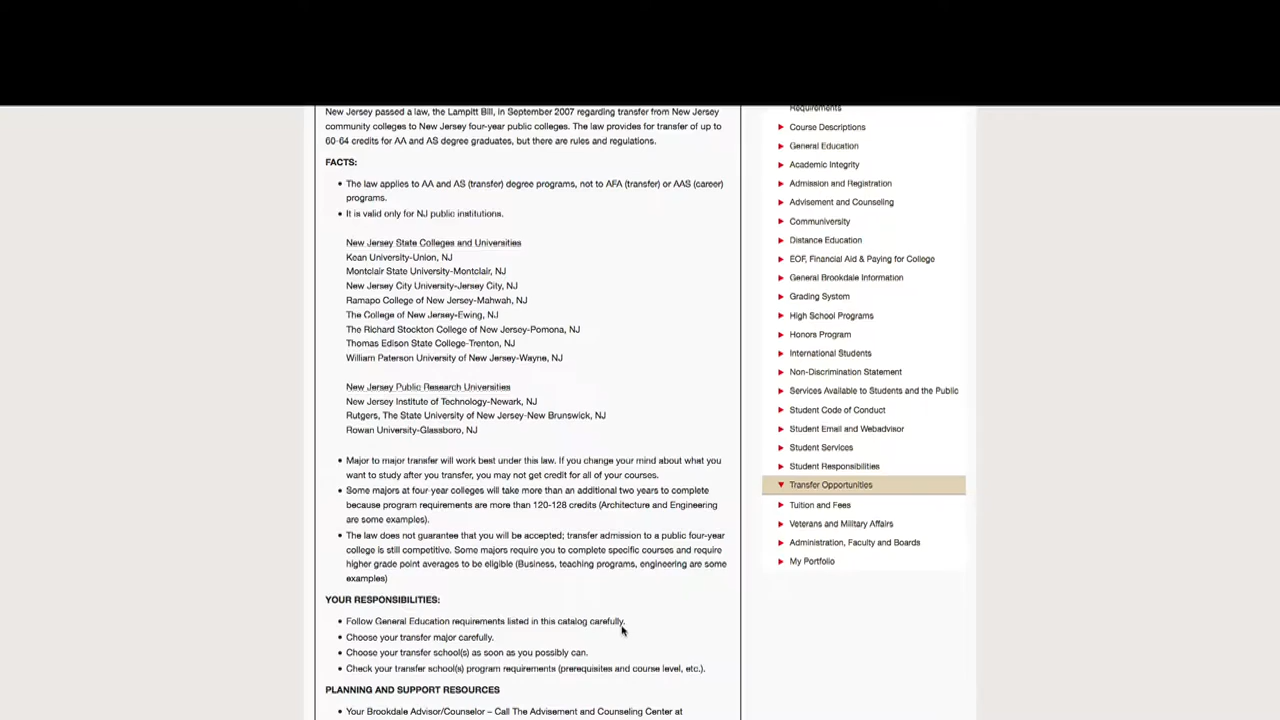 New Jersey passed a law, the Lampitt Bill, in September 2007 regarding transfer from New Jersey
community colleges to New Jersey four-year public colleges. The law provides for transfer of up to
60-64 credits for AA and AS degree graduates, but there are rules and regulations.
FACTS:
• The law applies to AA and AS (transfer) degree programs, not to AFA (transfer) or AAS (career)
programs.
• It is valid only for NJ public institutions.
New Jersey State Colleges and Universities
Kean University-Union, NJ
Montclair State University-Montclair, NJ
New Jersey City University-Jersey City, NJ
Ramapo College of New Jersey-Mahwah, NJ
The College of New Jersey-Ewing, NJ
The Richard Stockton College of New Jersey-Pomona, NJ
Thomas Edison State College-Trenton, NJ
William Paterson University of New Jersey-Wayne, NJ
New Jersey Public Research Universities
New Jersey Institute of Technology-Newark, NJ
Rutgers, The State University of New Jersey-New Brunswick, NJ
Rowan University-Glassboro, NJ
• Major to major transfer will work best under this law. If you change your mind about what you
want to study after you transfer, you may not get credit for all of your courses.
• Some majors at four-year colleges will take more than an additional two years to complete
because program requirements are more than 120-128 credits (Architecture and Engineering
are some examples).
• The law does not guarantee that you will be accepted; transfer admission to a public four-year
college is still competitive. Some majors require you to complete specific courses and require
higher grade point averages to be eligible (Business, teaching programs, engineering are some
examples)
YOUR RESPONSIBILITIES:
• Follow General Education requirements listed in this catalog carefully.
• Choose your transfer major carefully.
• Choose your transfer school(s) as soon as you possibly can.
• Check your transfer school(s) program requirements (prerequisites and course level, etc.).
PLANNING AND SUPPORT RESOURCES
• Your Brookdale Advisor/Counselor – Call The Advisement and Counseling Center at
Requirements
Course Descriptions
General Education
Academic Integrity
Admission and Registration
Advisement and Counseling
Communiversity
Distance Education
EOF, Financial Aid & Paying for College
General Brookdale Information
Grading System
High School Programs
Honors Program
International Students
Non-Discrimination Statement
Services Available to Students and the Public
Student Code of Conduct
Student Email and Webadvisor
Student Services
Student Responsibilities
Transfer Opportunities
Tuition and Fees
Veterans and Military Affairs
Administration, Faculty and Boards
My Portfolio